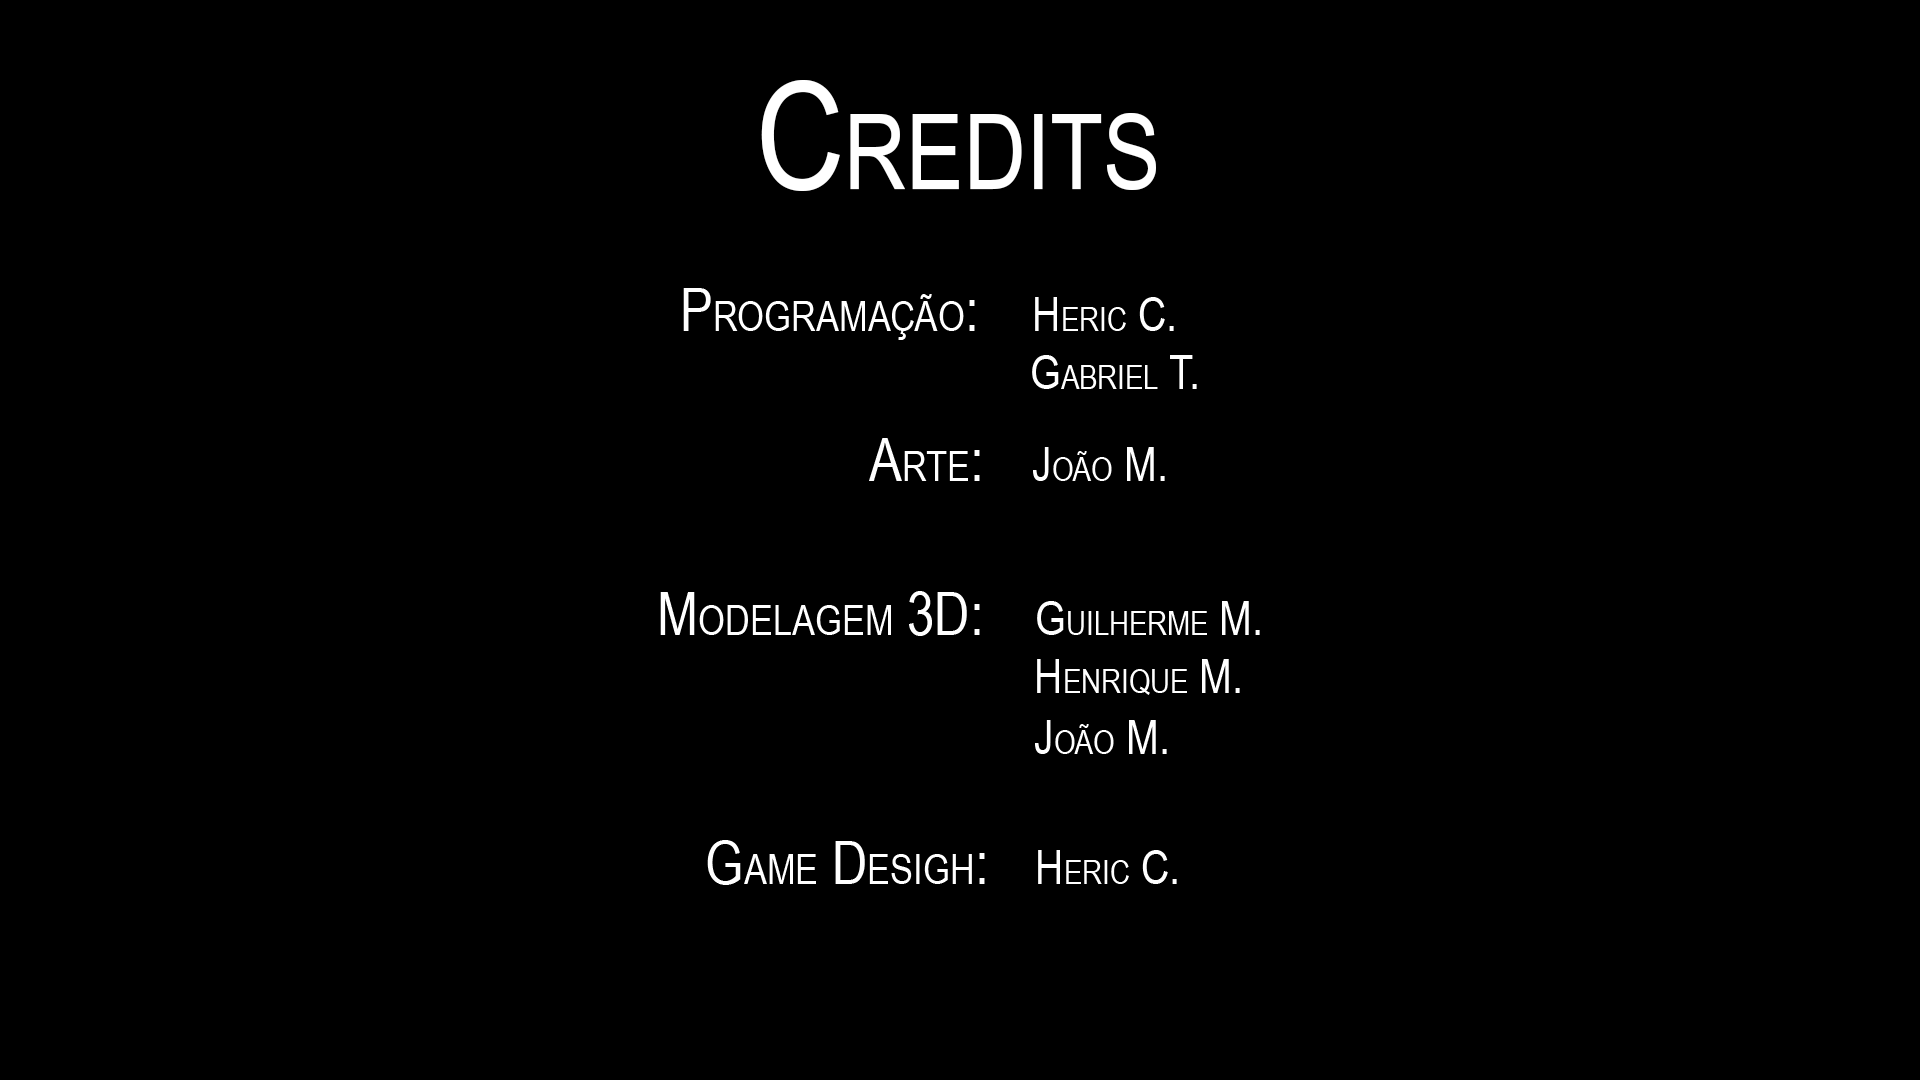 Credits
Programação: Heric C.
Gabriel T.
Arte: João M.
Modelagem 3D: Guilherme M.
Henrique M.
João M.
Game Desigh: Heric C.